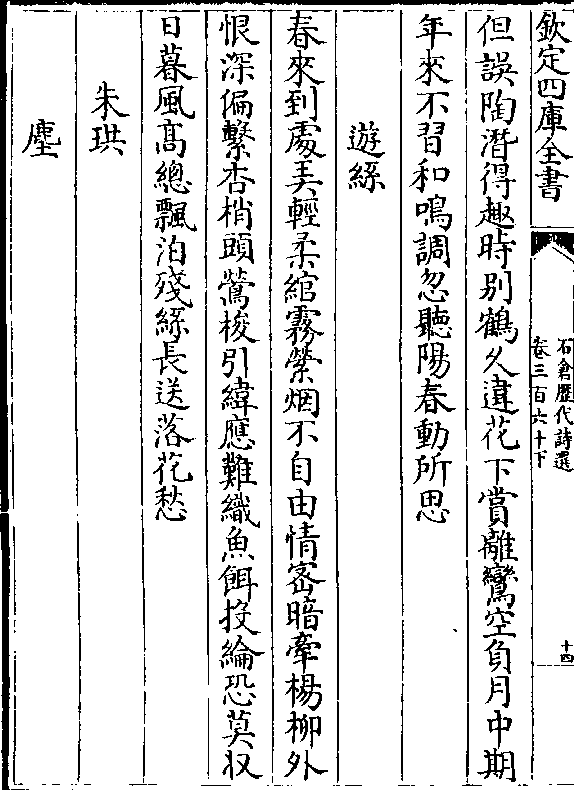 欽定四庫全書
石倉歷代詩選
卷三百六十下
十四
但誤陶潛得趣時别鶴久違花下賞離鸞空負月中期
年來不習和鳴調忽聽陽春動所思
遊絲
春來到處弄輕柔綰霧縈烟不自由情宻暗牽楊柳外
恨深偏繫杏梢頭鶯梭引緯應難織魚餌投綸恐莫収
日暮風髙總飄泊殘絲長送落花愁
朱珙
塵